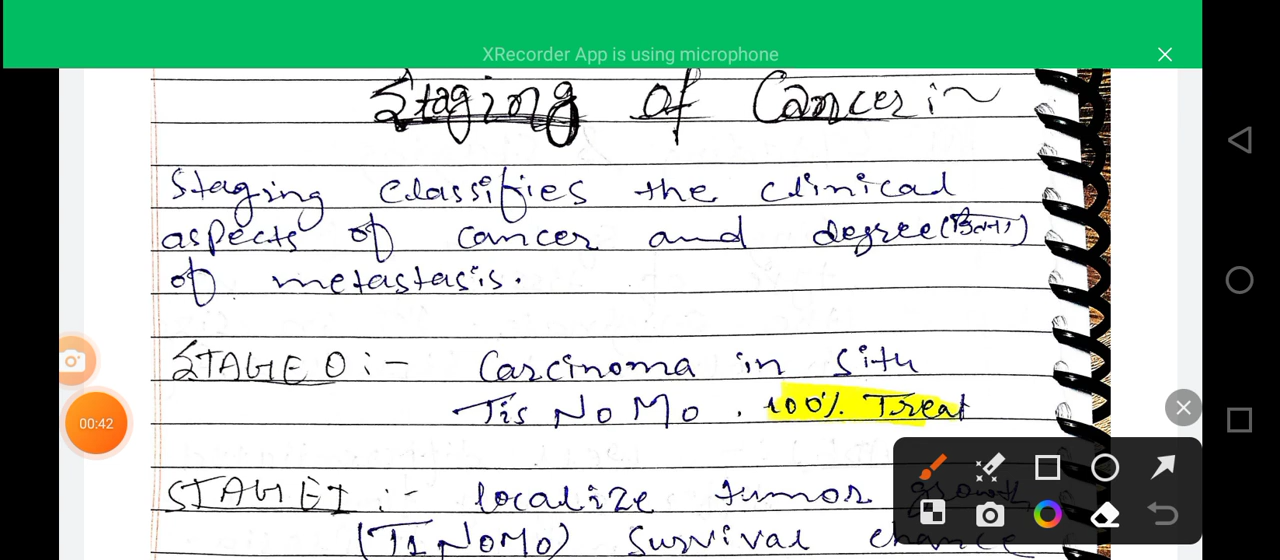 XRecorder App is using microphone
Staging of Cancer :~
Staging classifies the clinical
aspects of cancer and degree
of metastasis.
STAGE 0 :- Carcinoma in situ
Tis N0 M0 . 100% Treat
00:42
STAGE I :- localize tumor growth
(T1 N0 M0) Survival chance